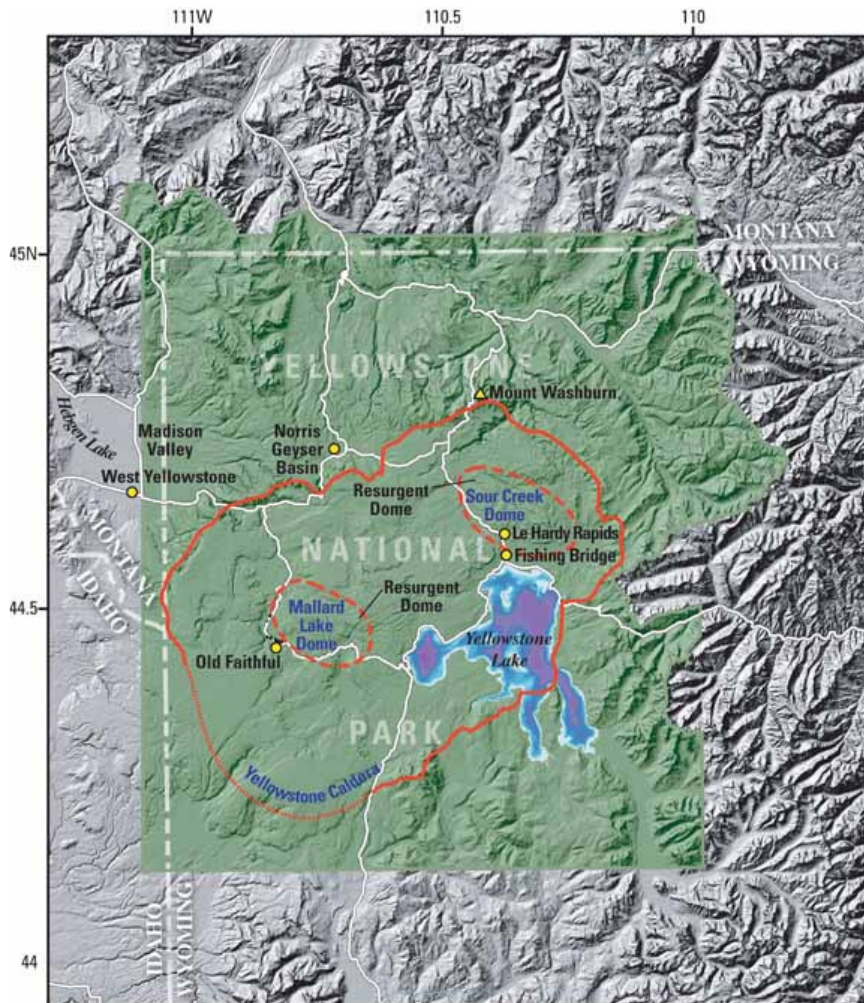 111W
110.5
110
45N
MONTANA
WYOMING
YELLOWSTONE
Mount Washburn
Hebgen Lake
Madison
Valley
Norris
Geyser
Basin
West Yellowstone
Resurgent
Dome
Sour Creek
Dome
Le Hardy Rapids
NATIONAL
Fishing Bridge
MONTANA
IDAHO
44.5
Resurgent
Dome
Mallard
Lake
Dome
Yellowstone
Lake
Old Faithful
PARK
Yellowstone Caldara
44
IDAHO
WYOMING